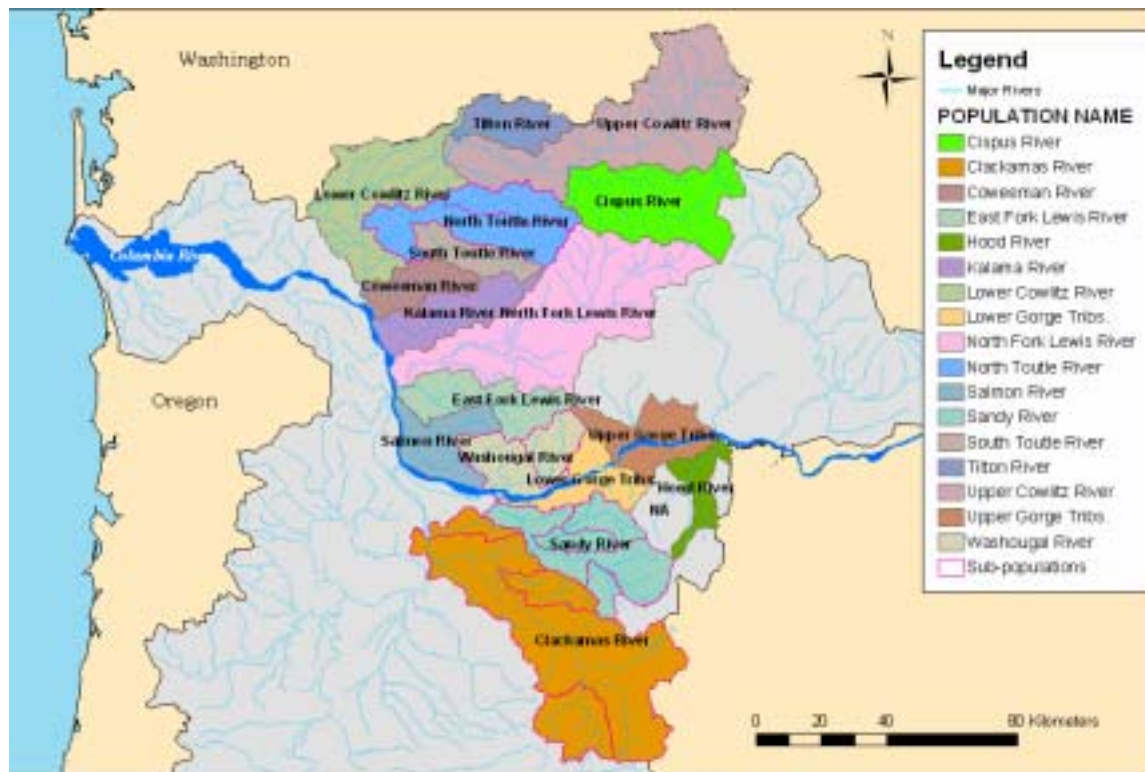 Washington
N
Tilton River
Upper Cowlitz River
Lower Cowlitz River
Cispus River
North Toutle River
South Toutle River
Columbia River
Coweeman River
Kalama River
North Fork Lewis River
Oregon
East Fork Lewis River
Salmon River
Upper Gorge Tribs.
Washougal River
Lower Gorge Tribs.
Hood River
NA
Sandy River
Clackamas River
0 20 40 80 Kilometers
Legend
Major Rivers
POPULATION NAME
Cispus River
Clackamas River
Coweeman River
East Fork Lewis River
Hood River
Kalama River
Lower Cowlitz River
Lower Gorge Tribs.
North Fork Lewis River
North Toutle River
Salmon River
Sandy River
South Toutle River
Tilton River
Upper Cowlitz River
Upper Gorge Tribs.
Washougal River
Sub-populations